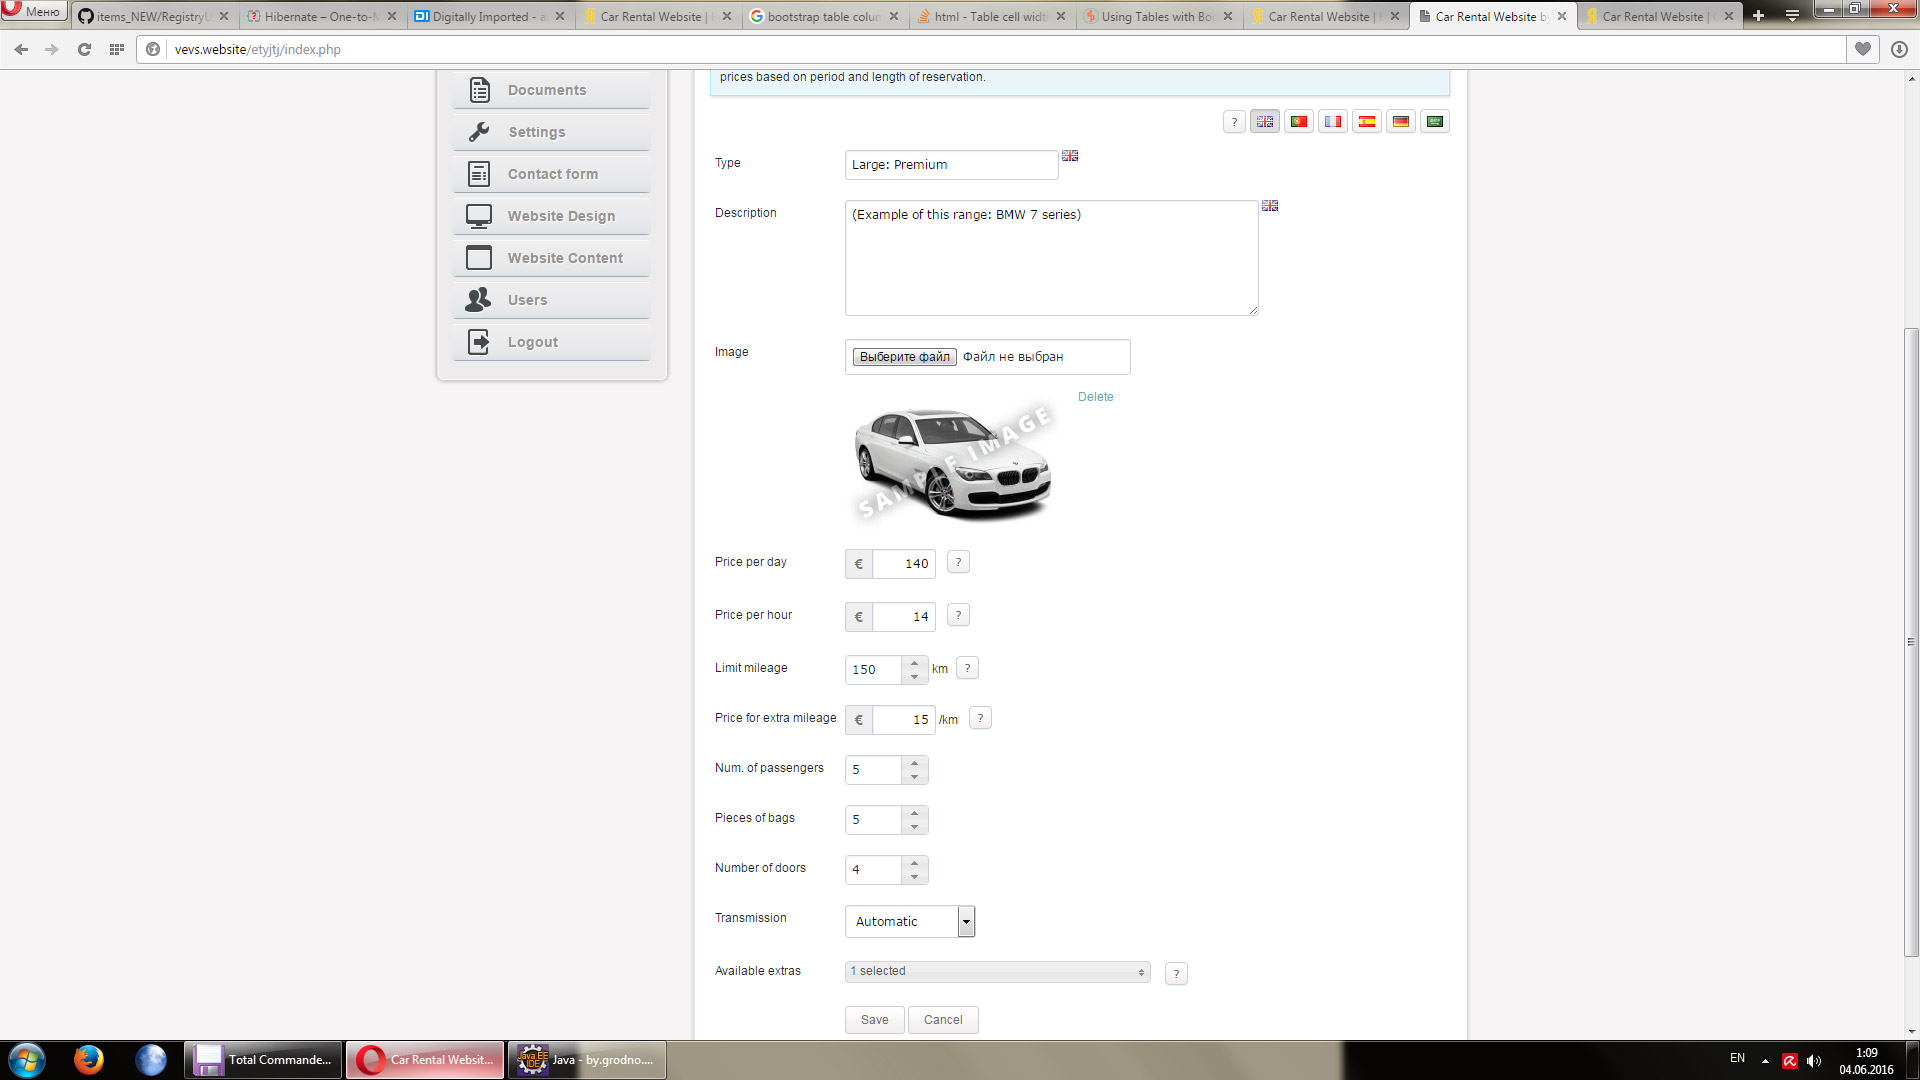 Меню
items_NEW/RegistryU
Hibernate – One-to-M
Digitally Imported - a
Car Rental Website |
bootstrap table colum
html - Table cell widt
Using Tables with Boo
Car Rental Website |
Car Rental Website by
Car Rental Website |
vevs.website/etyjtj/index.php
prices based on period and length of reservation.
Documents
Settings
Contact form
Website Design
Website Content
Users
Logout
?
Type
Large: Premium
Description
(Example of this range: BMW 7 series)
Image
Выберите файл
Файл не выбран
Delete
SAMPLE IMAGE
Price per day
€
140
?
Price per hour
€
14
?
Limit mileage
150
km
?
Price for extra mileage
€
15
/km
?
Num. of passengers
5
Pieces of bags
5
Number of doors
4
Transmission
Automatic
Available extras
1 selected
?
Save
Cancel
Total Commande...
Car Rental Websit...
Java EE
IDE
Java - by.grodno....
EN
1:09
04.06.2016